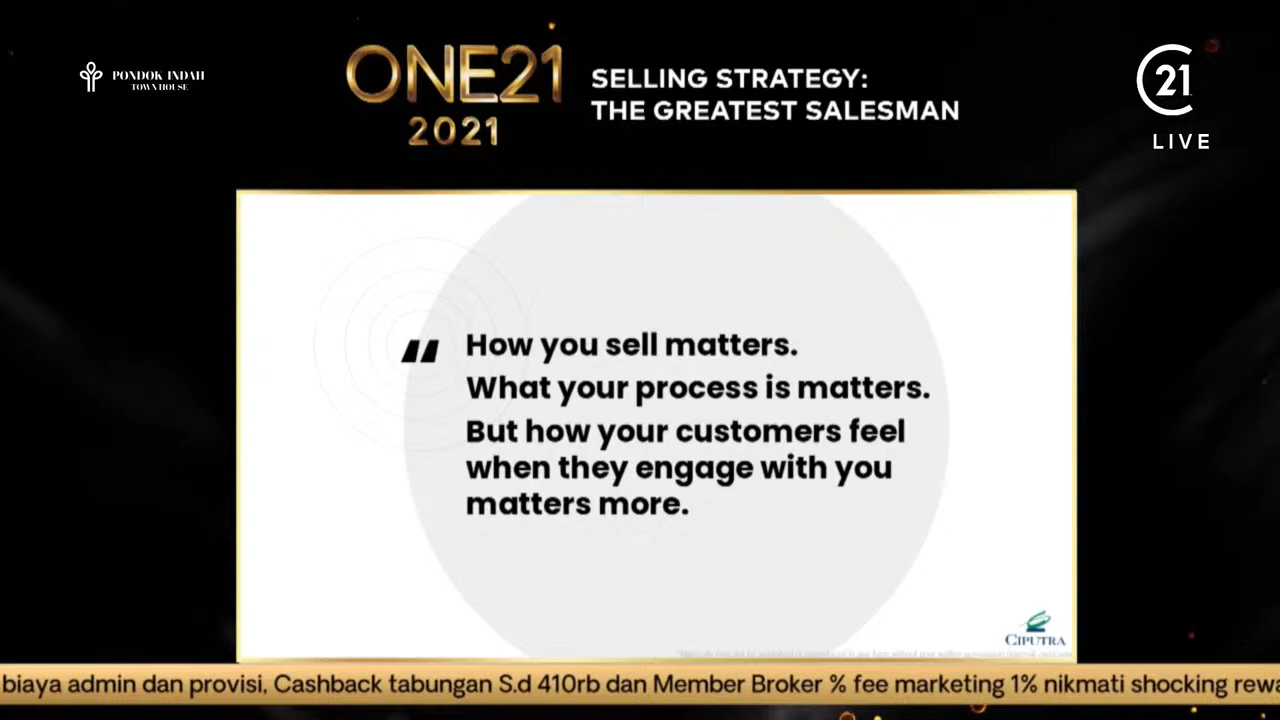 PONDOK INDAH
TOWN HOUSE
ONE21
2021
SELLING STRATEGY:
THE GREATEST SALESMAN
21
LIVE
“ How you sell matters.
What your process is matters.
But how your customers feel
when they engage with you
matters more.
CIPUTRA
biaya admin dan provisi, Cashback tabungan S.d 410rb dan Member Broker % fee marketing 1% nikmati shocking rewa